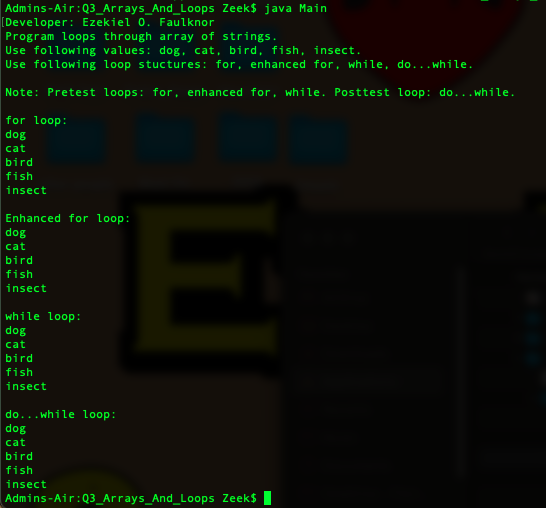 Admins-Air:Q3_Arrays_And_Loops Zeek$ java Main
Developer: Ezekiel O. Faulknor
Program loops through array of strings.
Use following values: dog, cat, bird, fish, insect.
Use following loop stuctures: for, enhanced for, while, do...while.
Note: Pretest loops: for, enhanced for, while. Posttest loop: do...while.
for loop:
dog
cat
bird
fish
insect
Enhanced for loop:
dog
cat
bird
fish
insect
while loop:
dog
cat
bird
fish
insect
do...while loop:
dog
cat
bird
fish
insect
Admins-Air:Q3_Arrays_And_Loops Zeek$